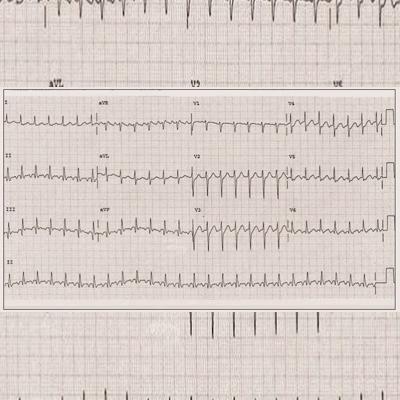 aVL V3 V6
I aVR V1 V4
II aVL V2 V5
III aVF V3 V6
II